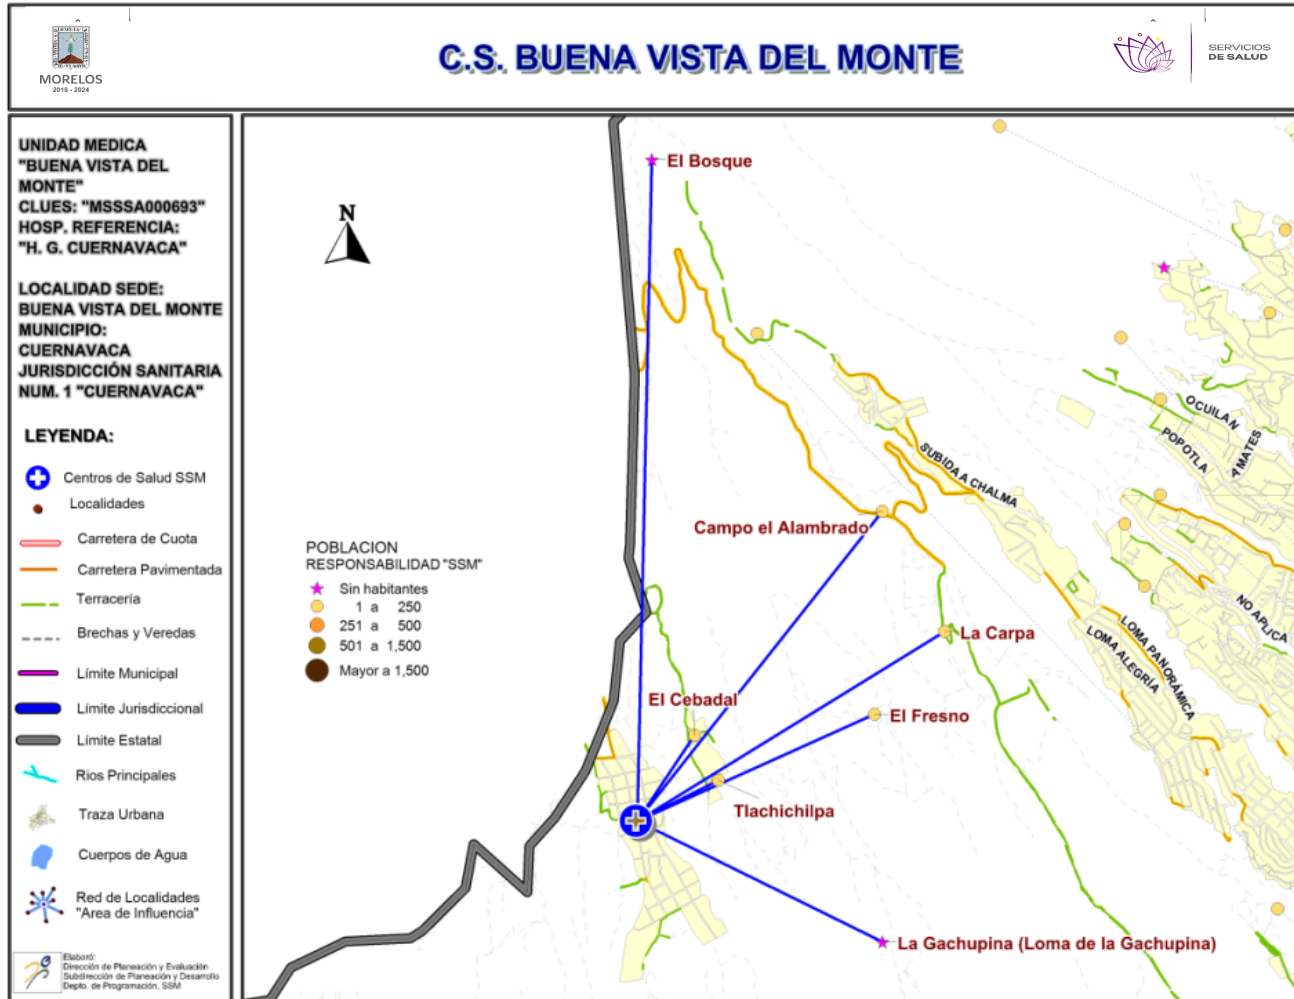 MORELOS
2018 - 2024
C.S. BUENA VISTA DEL MONTE
SERVICIOS
DE SALUD
UNIDAD MEDICA
"BUENA VISTA DEL
MONTE"
CLUES: "MSSSA000693"
HOSP. REFERENCIA:
"H. G. CUERNAVACA"
LOCALIDAD SEDE:
BUENA VISTA DEL MONTE
MUNICIPIO:
CUERNAVACA
JURISDICCIÓN SANITARIA
NUM. 1 "CUERNAVACA"
LEYENDA:
Centros de Salud SSM
Localidades
Carretera de Cuota
Carretera Pavimentada
Terracería
Brechas y Veredas
Límite Municipal
Límite Jurisdiccional
Límite Estatal
Rios Principales
Traza Urbana
Cuerpos de Agua
Red de Localidades
"Area de Influencia"
Elaboró:
Dirección de Planeación y Evaluación
Subdirección de Planeación y Desarrollo
Depto. de Programación, SSM
N
El Bosque
OCUILAN
POPOTLA
AMATES
SUBIDA A CHALMA
Campo el Alambrado
POBLACION
RESPONSABILIDAD "SSM"
Sin habitantes
1 a 250
251 a 500
501 a 1,500
Mayor a 1,500
NO APLICA
LOMA PANORÁMICA
LOMA ALEGRÍA
La Carpa
El Cebadal
El Fresno
Tlachichilpa
La Gachupina (Loma de la Gachupina)